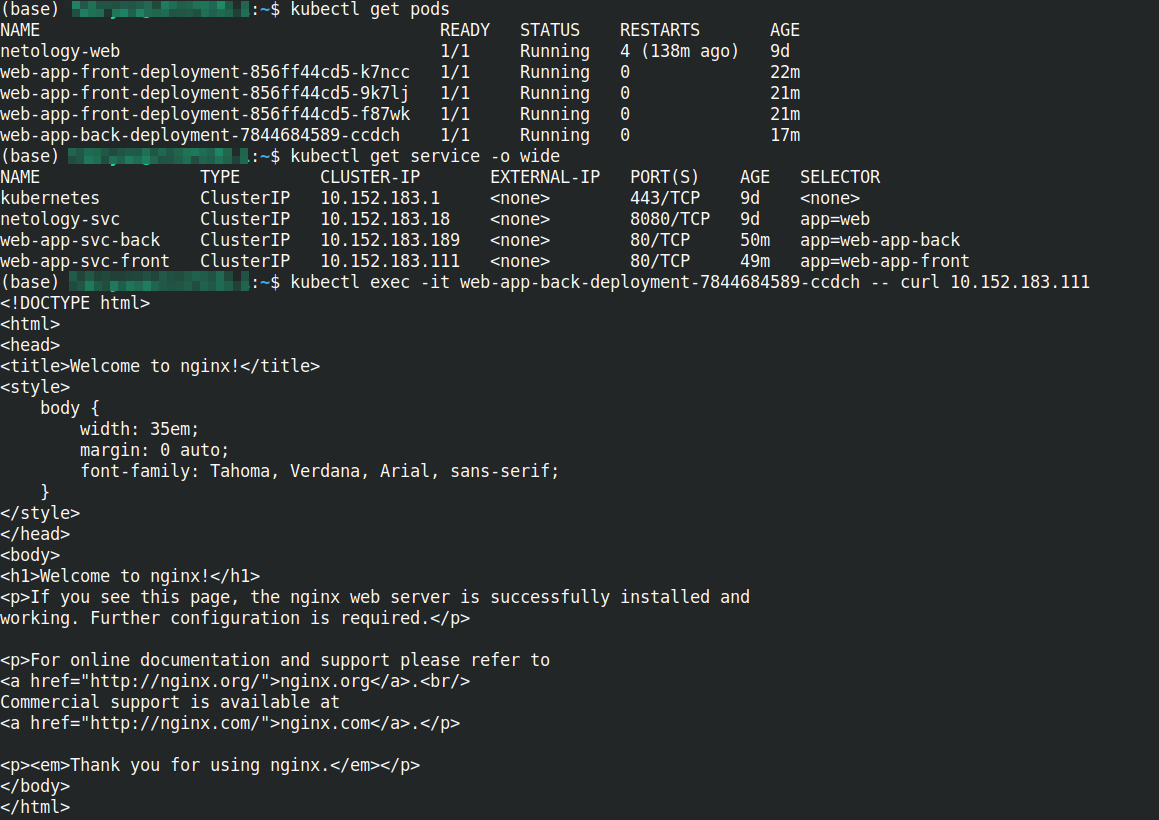 (base) :~$ kubectl get pods
NAME READY STATUS RESTARTS AGE
netology-web 1/1 Running 4 (138m ago) 9d
web-app-front-deployment-856ff44cd5-k7ncc 1/1 Running 0 22m
web-app-front-deployment-856ff44cd5-9k7lj 1/1 Running 0 21m
web-app-front-deployment-856ff44cd5-f87wk 1/1 Running 0 21m
web-app-back-deployment-7844684589-ccdch 1/1 Running 0 17m
(base) :~$ kubectl get service -o wide
NAME TYPE CLUSTER-IP EXTERNAL-IP PORT(S) AGE SELECTOR
kubernetes ClusterIP 10.152.183.1 <none> 443/TCP 9d <none>
netology-svc ClusterIP 10.152.183.18 <none> 8080/TCP 9d app=web
web-app-svc-back ClusterIP 10.152.183.189 <none> 80/TCP 50m app=web-app-back
web-app-svc-front ClusterIP 10.152.183.111 <none> 80/TCP 49m app=web-app-front
(base) :~$ kubectl exec -it web-app-back-deployment-7844684589-ccdch -- curl 10.152.183.111
<!DOCTYPE html>
<html>
<head>
<title>Welcome to nginx!</title>
<style>
    body {
        width: 35em;
        margin: 0 auto;
        font-family: Tahoma, Verdana, Arial, sans-serif;
    }
</style>
</head>
<body>
<h1>Welcome to nginx!</h1>
<p>If you see this page, the nginx web server is successfully installed and
working. Further configuration is required.</p>
<p>For online documentation and support please refer to
<a href="http://nginx.org/">nginx.org</a>.<br/>
Commercial support is available at
<a href="http://nginx.com/">nginx.com</a>.</p>
<p><em>Thank you for using nginx.</em></p>
</body>
</html>